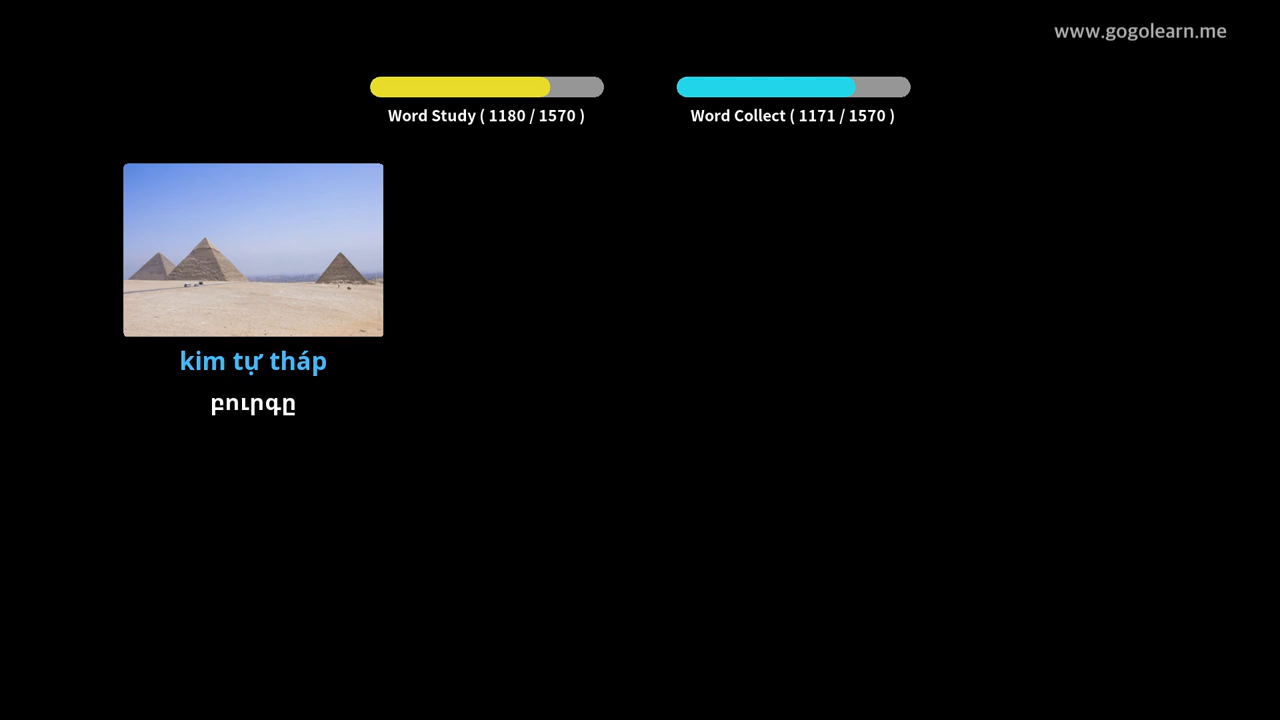 www.gogolearn.me
Word Study ( 1180 / 1570 )
Word Collect ( 1171 / 1570 )
kim tự tháp
բուրգը